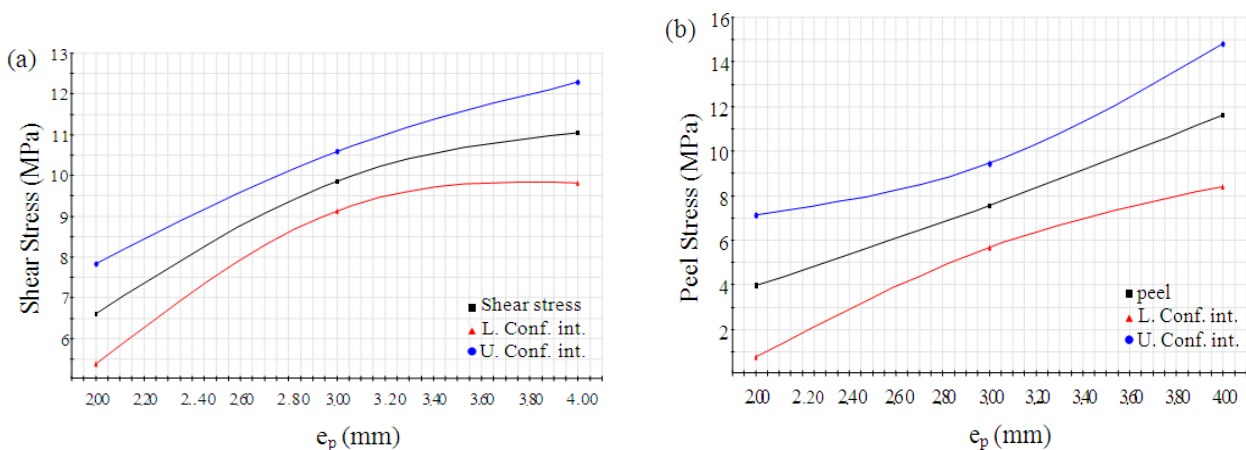 (a)
Shear Stress (MPa)
13
12
11
10
9
8
7
6
Shear stress
L. Conf. int.
U. Conf. int.
2.00 2.20 2..40 2.60 2.80 3.00 3.20 3.40 3.60 3.80 4.00
e_p (mm)
(b)
Peel Stress (MPa)
16
14
12
10
8
6
4
2
peel
L. Conf. int.
U. Conf. int.
2.00 2.20 2,40 2.60 2.80 3.00 3.20 3.40 3.60 3.80 4.00
e_p (mm)